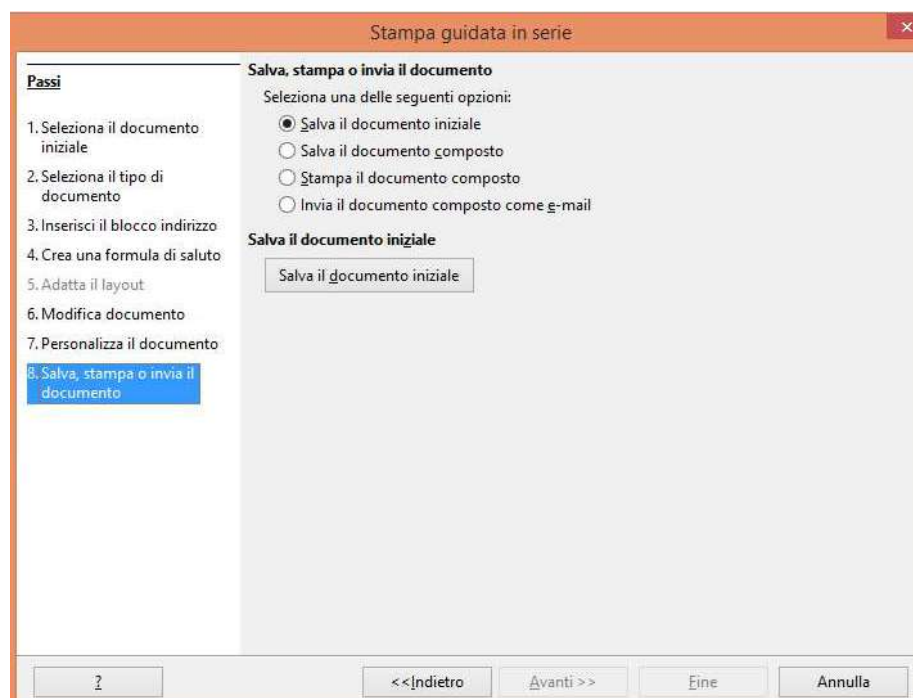 Stampa guidata in serie
Passi
1. Seleziona il documento
iniziale
2. Seleziona il tipo di
documento
3. Inserisci il blocco indirizzo
4. Crea una formula di saluto
5. Adatta il layout
6. Modifica documento
7. Personalizza il documento
8. Salva, stampa o invia il
documento
Salva, stampa o invia il documento
Seleziona una delle seguenti opzioni:
Salva il documento iniziale
Salva il documento composto
Stampa il documento composto
Invia il documento composto come e-mail
Salva il documento iniziale
Salva il documento iniziale
?
<<Indietro
Avanti >>
Fine
Annulla